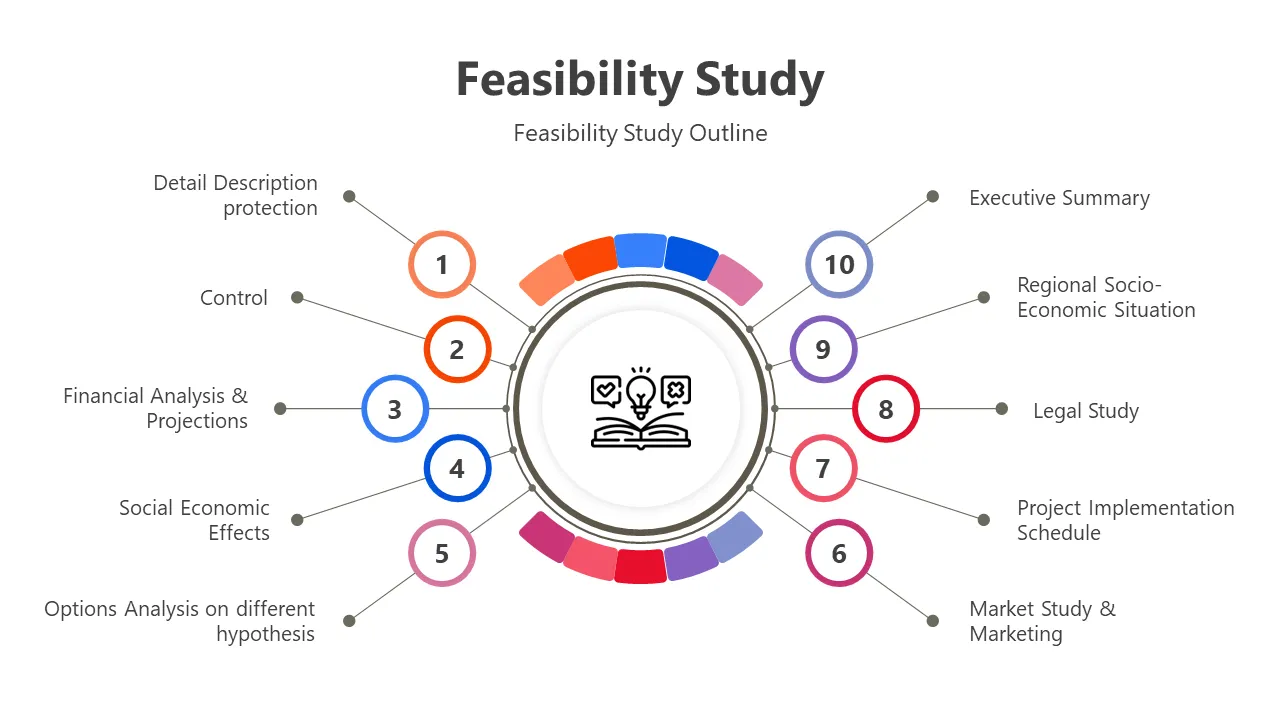 Feasibility Study
Feasibility Study Outline
Detail Description
protection
1
Control
2
Financial Analysis &
Projections
3
Social Economic
Effects
4
Options Analysis on different
hypothesis
5
10
Executive Summary
9
Regional Socio-
Economic Situation
8
Legal Study
7
Project Implementation
Schedule
6
Market Study &
Marketing